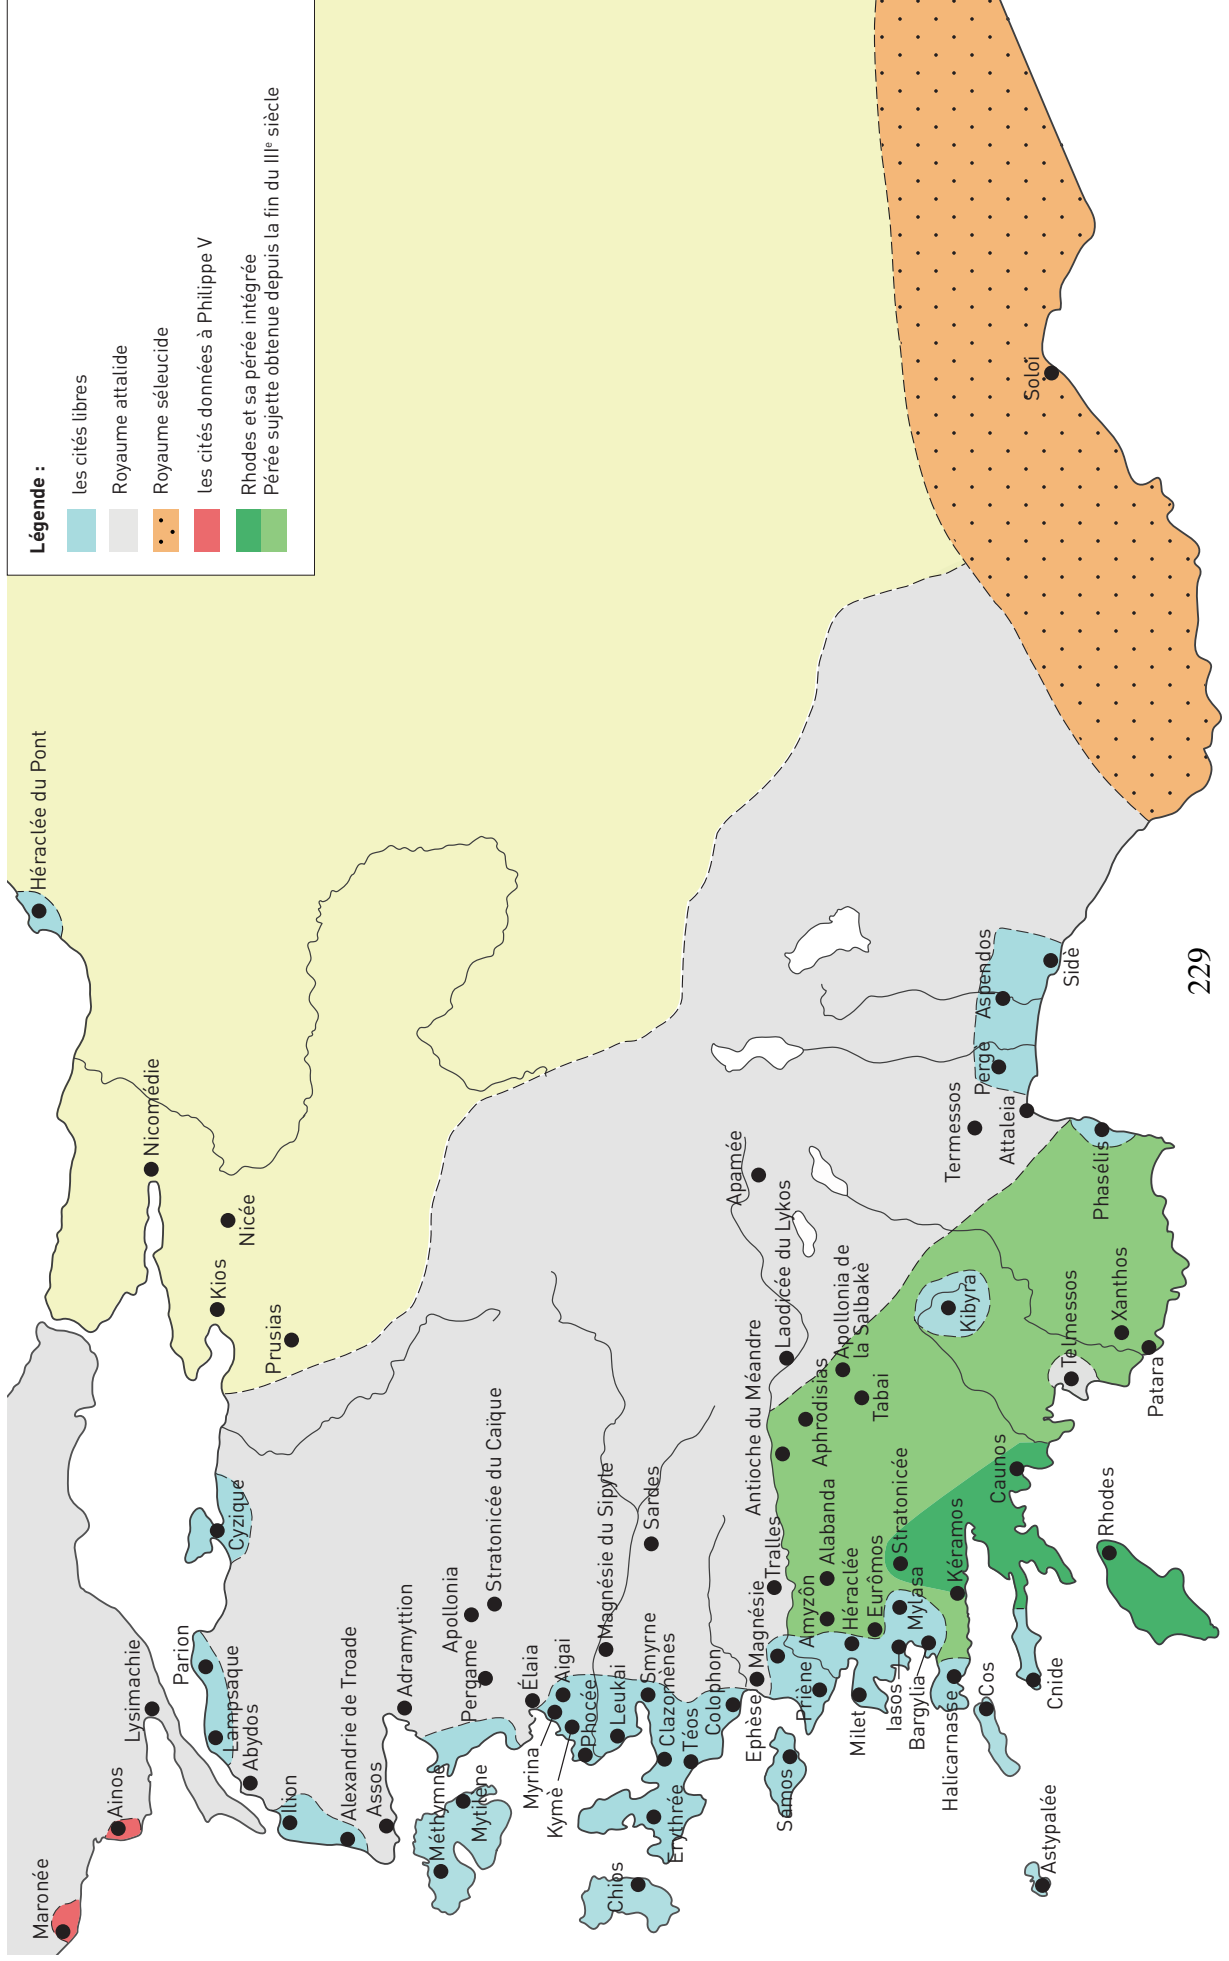 Légende :
les cités libres
Royaume attalide
Royaume séleucide
les cités données à Philippe V
Rhodes et sa pérée intégrée
Pérée sujette obtenue depuis la fin du IIIe siècle
Maronée
Ainos
Lysimachie
Héraclée du Pont
Nicomédie
Nicée
Kios
Prusias
Cyzique
Parion
Lampsaque
Abydos
Ilion
Alexandrie de Troade
Assos
Adramyttion
Méthymne
Mytilène
Apollonia
Stratonicée du Caïque
Pergame
Élaia
Myrina
Aigai
Kymè
Phocée
Magnésie du Sipyle
Leukai
Sardes
Smyrne
Clazomènes
Chios
Erythrée
Téos
Colophon
Ephèse
Magnésie
Tralles
Antioche du Méandre
Laodicée du Lykos
Apamée
Samos
Priène
Amyzôn
Alabanda
Aphrodisias
Apollonia de
la Salbakè
Tabai
Milet
Héraclée
Eurômos
Stratonicée
Iasos
Mylasa
Bargylia
Kéramos
Halicarnasse
Caunos
Kibyra
Termessos
Attaleia
Pergé
Aspendos
Sidè
Soloi
Cos
Cnide
Astypalée
Rhodes
Telmessos
Xanthos
Patara
Phasélis
229